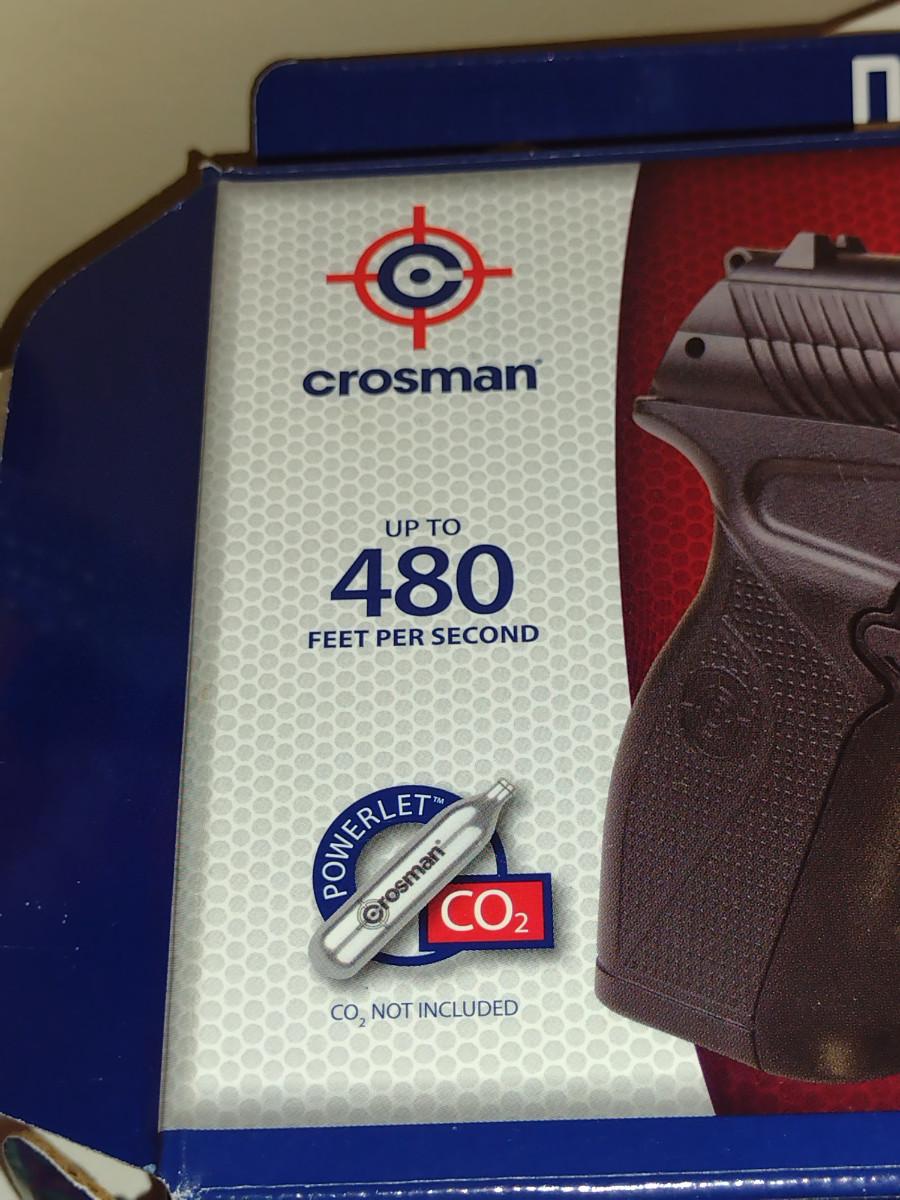 crosman
UP TO
480
FEET PER SECOND
POWERLET™
crosman
CO₂
CO₂ NOT INCLUDED